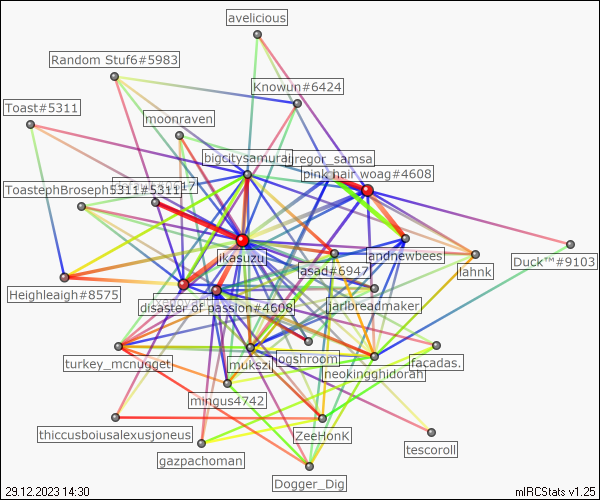 avelicious
Random Stuf6#5983
Knowun#6424
Toast#5311
moonraven
bigcitysamurai
gregor_samsa
pink hair woag#4608
ToastephBroseph5311#5311
17
ikasuzu
andnewbees
asad#6947
lahnk
Duck™#9103
Heighleaigh#8575
disaster of passion#4608
jarlbreadmaker
turkey_mcnugget
mukszi
ogshroom
facadas.
neokingghidorah
mingus4742
thiccusboiusalexusjoneus
ZeeHonK
tescoroll
gazpachoman
Dogger_Dig
29.12.2023 14:30
mIRCStats v1.25